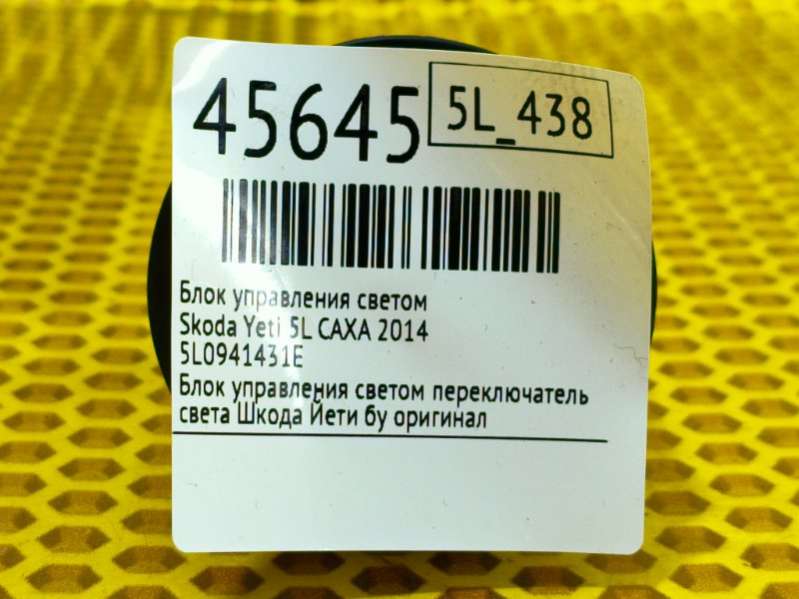 45645
5L_438
Блок управления светом
Skoda Yeti 5L CAXA 2014
5L0941431E
Блок управления светом переключатель
света Шкода Йети бу оригинал